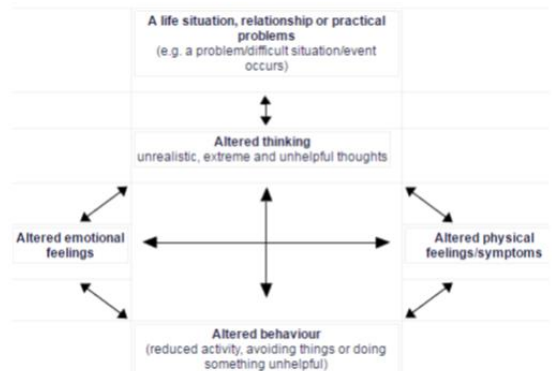 A life situation, relationship or practical
problems
(e.g. a problem/difficult situation/event
occurs)
Altered thinking
unrealistic, extreme and unhelpful thoughts
Altered emotional
feelings
Altered physical
feelings/symptoms
Altered behaviour
(reduced activity, avoiding things or doing
something unhelpful)